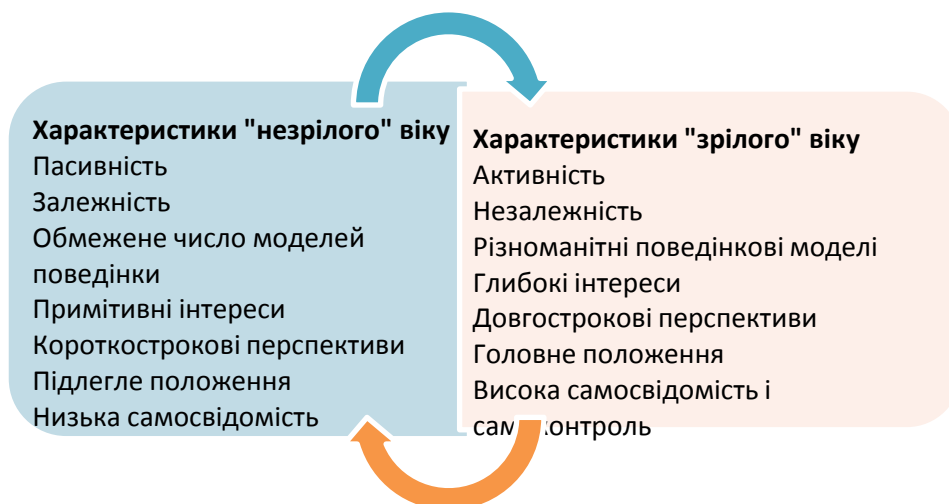 Характеристики "незрілого" віку
Пасивність
Залежність
Обмежене число моделей
поведінки
Примітивні інтереси
Короткострокові перспективи
Підлегле положення
Низька самосвідомість
Характеристики "зрілого" віку
Активність
Незалежність
Різноманітні поведінкові моделі
Глибокі інтереси
Довгострокові перспективи
Головне положення
Висока самосвідомість і
самоконтроль